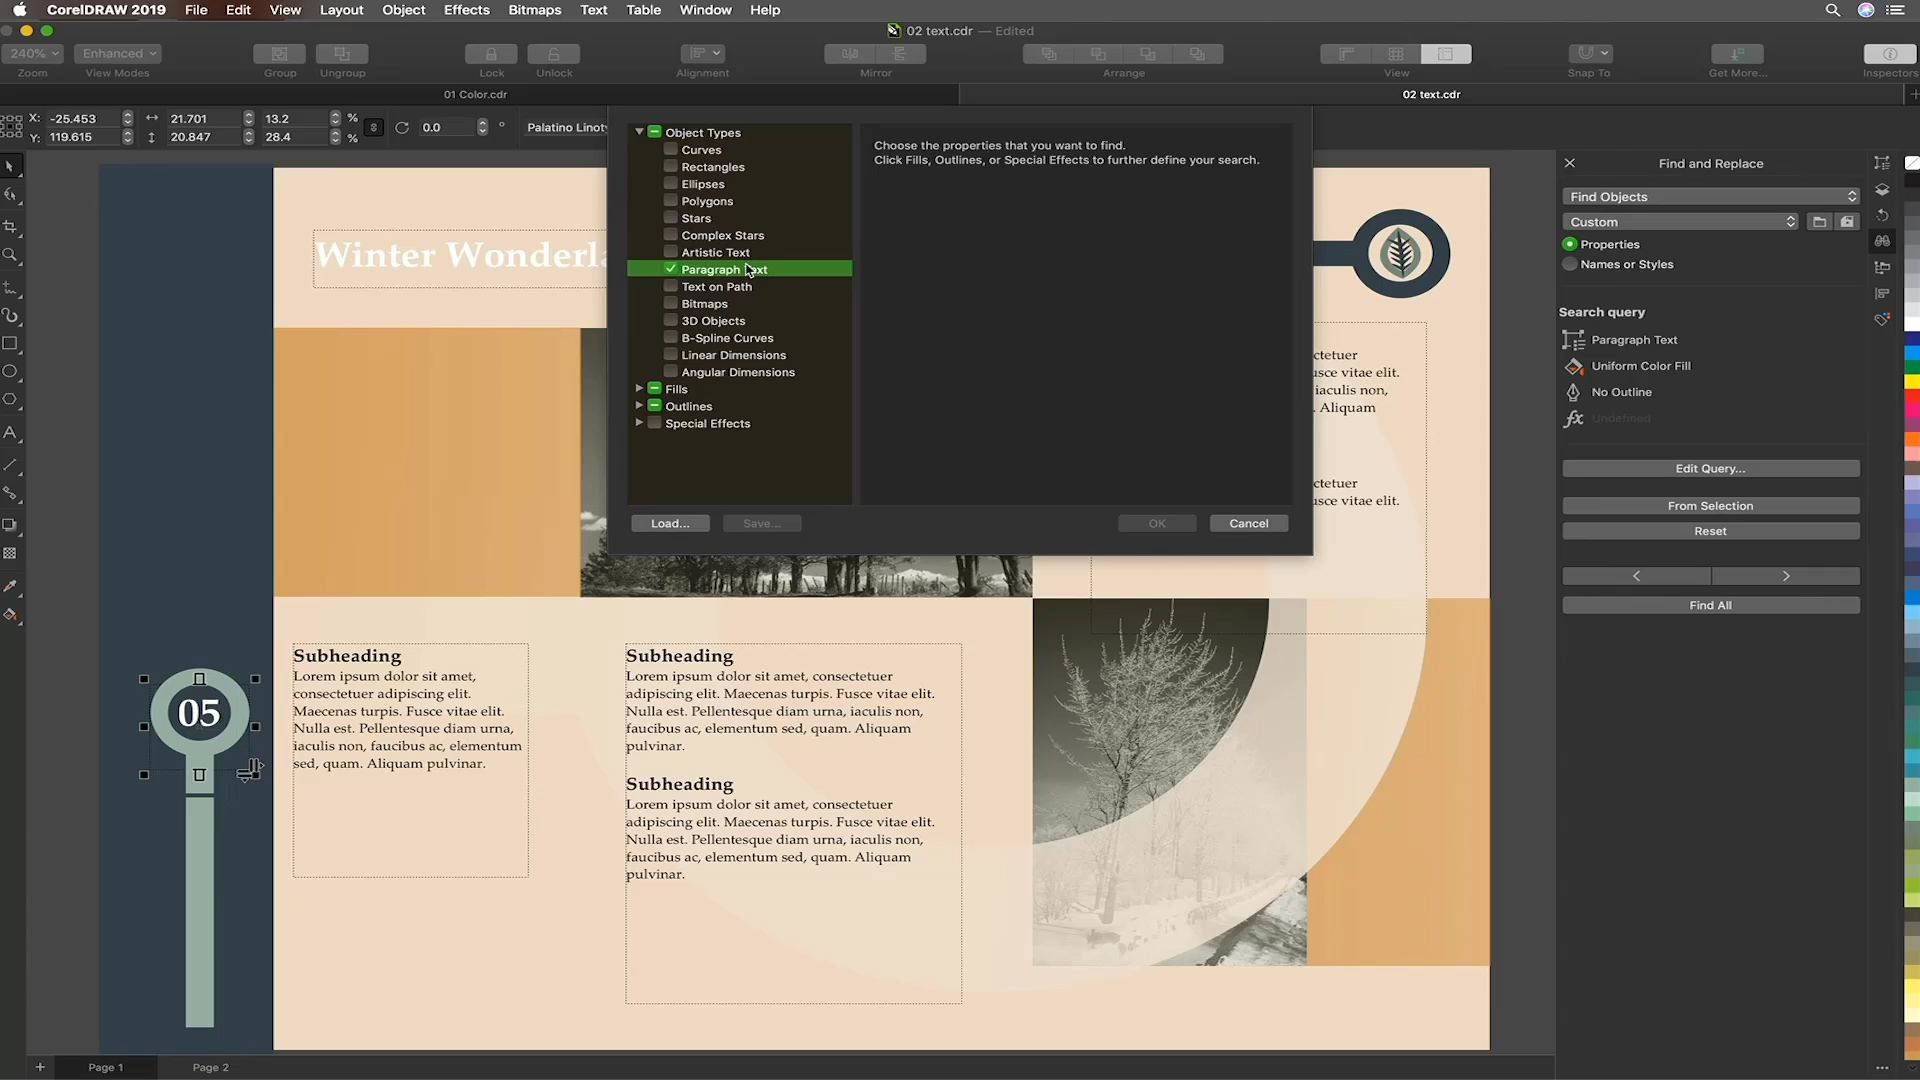 CorelDRAW 2019 File Edit View Layout Object Effects Bitmaps Text Table Window Help
02 text.cdr — Edited
240% Enhanced
Zoom View Modes Group Ungroup Lock Unlock Alignment Mirror Arrange View Snap To Get More... Inspectors
01 Color.cdr 02 text.cdr
X: -25.453 21.701 13.2 %
Y: 119.615 20.847 28.4 %
0.0 °
Palatino Linoty
Object Types
Curves
Rectangles
Ellipses
Polygons
Stars
Complex Stars
Artistic Text
Paragraph Text
Text on Path
Bitmaps
3D Objects
B-Spline Curves
Linear Dimensions
Angular Dimensions
Fills
Outlines
Special Effects
Choose the properties that you want to find.
Click Fills, Outlines, or Special Effects to further define your search.
Load... Save... OK Cancel
Find and Replace
Find Objects
Custom
Properties
Names or Styles
Search query
Paragraph Text
Uniform Color Fill
No Outline
Undefined
Edit Query...
From Selection
Reset
< >
Find All
Winter Wonderla
ctetuer
usce vitae elit.
iaculis non,
. Aliquam
ctetuer
usce vitae elit.
05
Subheading
Lorem ipsum dolor sit amet,
consectetuer adipiscing elit.
Maecenas turpis. Fusce vitae elit.
Nulla est. Pellentesque diam urna,
iaculis non, faucibus ac, elementum
sed, quam. Aliquam pulvinar.
Subheading
Lorem ipsum dolor sit amet, consectetuer
adipiscing elit. Maecenas turpis. Fusce vitae elit.
Nulla est. Pellentesque diam urna, iaculis non,
faucibus ac, elementum sed, quam. Aliquam
pulvinar.
Subheading
Lorem ipsum dolor sit amet, consectetuer
adipiscing elit. Maecenas turpis. Fusce vitae elit.
Nulla est. Pellentesque diam urna, iaculis non,
faucibus ac, elementum sed, quam. Aliquam
pulvinar.
+ Page 1 Page 2